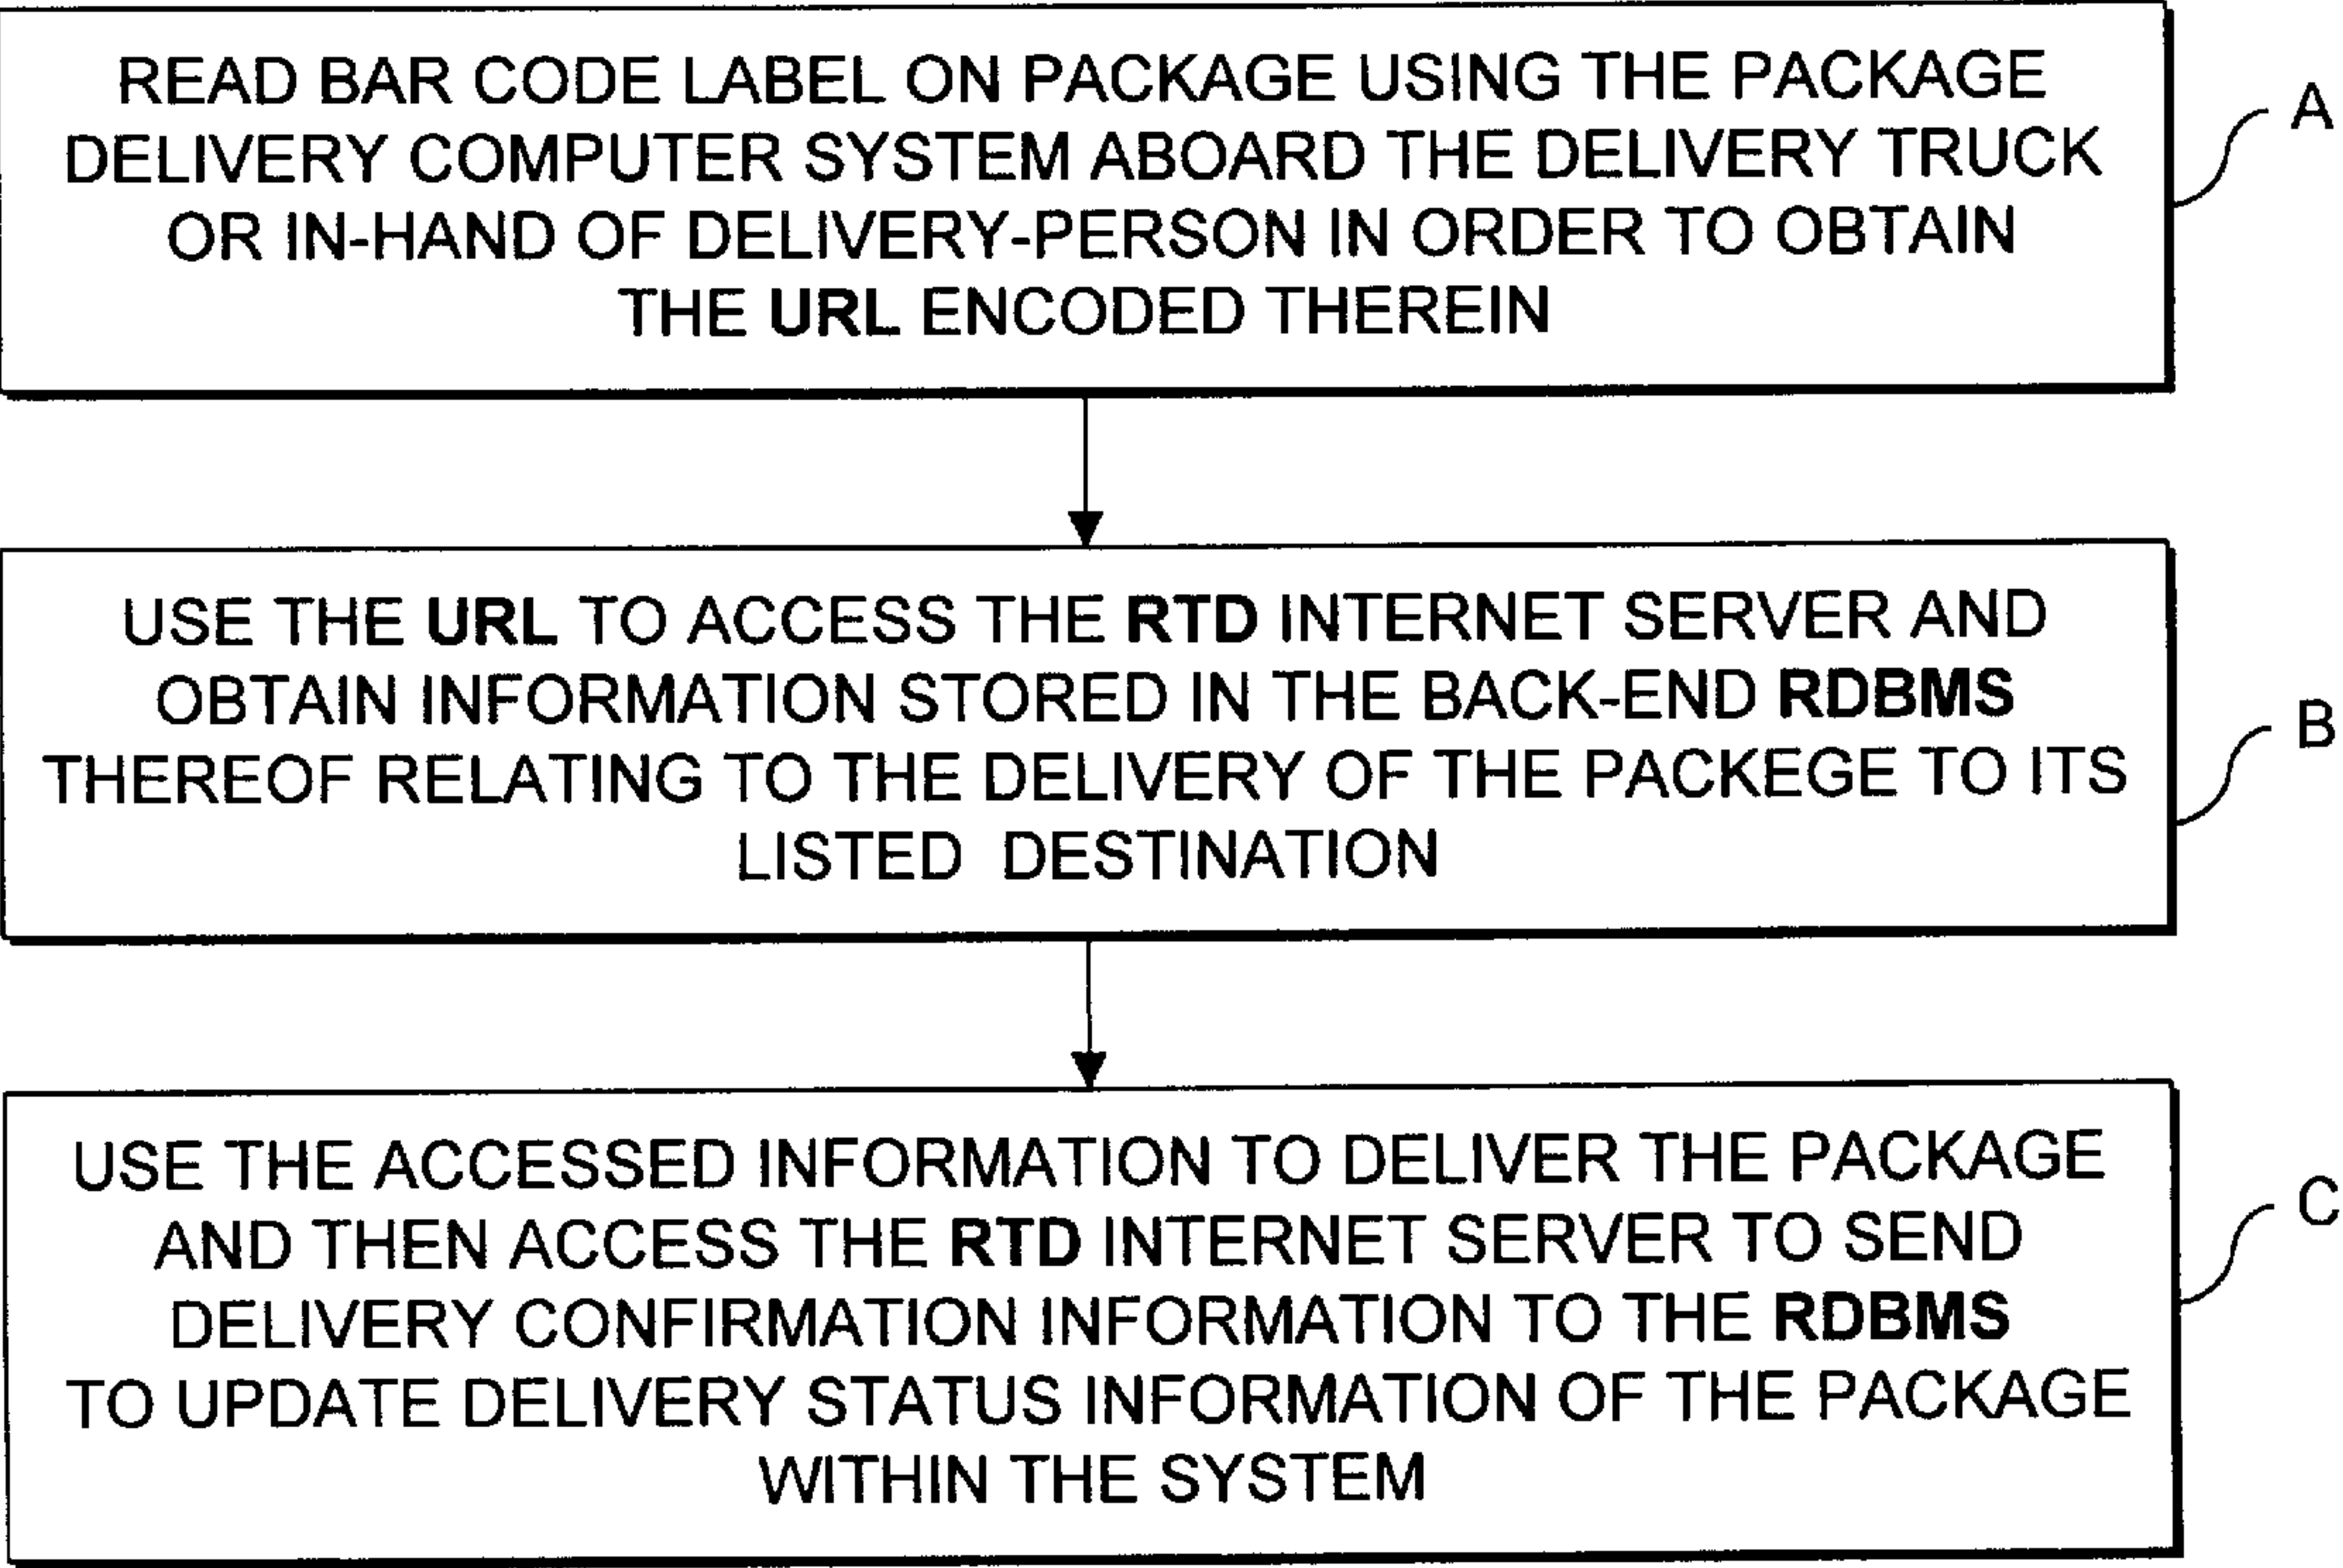 READ BAR CODE LABEL ON PACKAGE USING THE PACKAGE
DELIVERY COMPUTER SYSTEM ABOARD THE DELIVERY TRUCK
OR IN-HAND OF DELIVERY-PERSON IN ORDER TO OBTAIN
THE URL ENCODED THEREIN
A
USE THE URL TO ACCESS THE RTD INTERNET SERVER AND
OBTAIN INFORMATION STORED IN THE BACK-END RDBMS
THEREOF RELATING TO THE DELIVERY OF THE PACKEGE TO ITS
LISTED DESTINATION
B
USE THE ACCESSED INFORMATION TO DELIVER THE PACKAGE
AND THEN ACCESS THE RTD INTERNET SERVER TO SEND
DELIVERY CONFIRMATION INFORMATION TO THE RDBMS
TO UPDATE DELIVERY STATUS INFORMATION OF THE PACKAGE
WITHIN THE SYSTEM
C